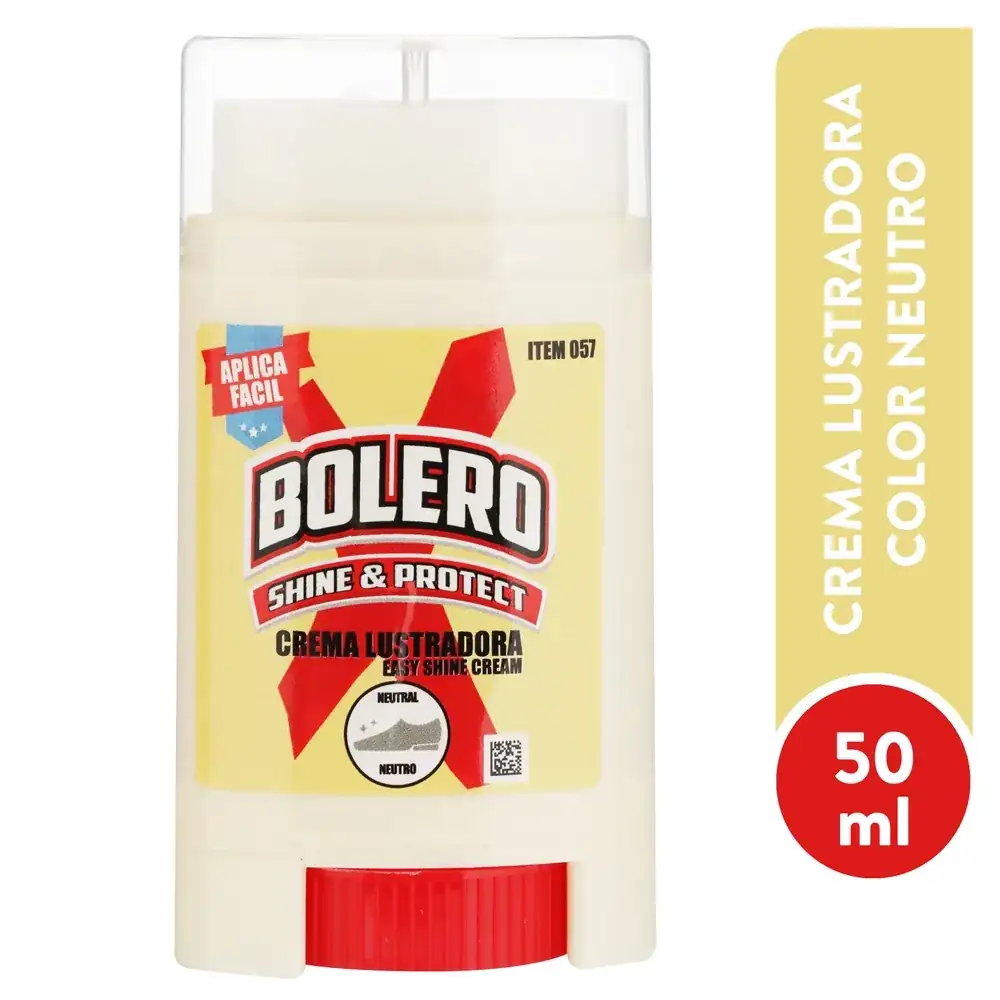 APLICA
FACIL
ITEM 057
BOLERO
SHINE & PROTECT
CREMA LUSTRADORA
EASY SHINE CREAM
NEUTRAL
NEUTRO
CREMA LUSTRADORA
COLOR NEUTRO
50
ml